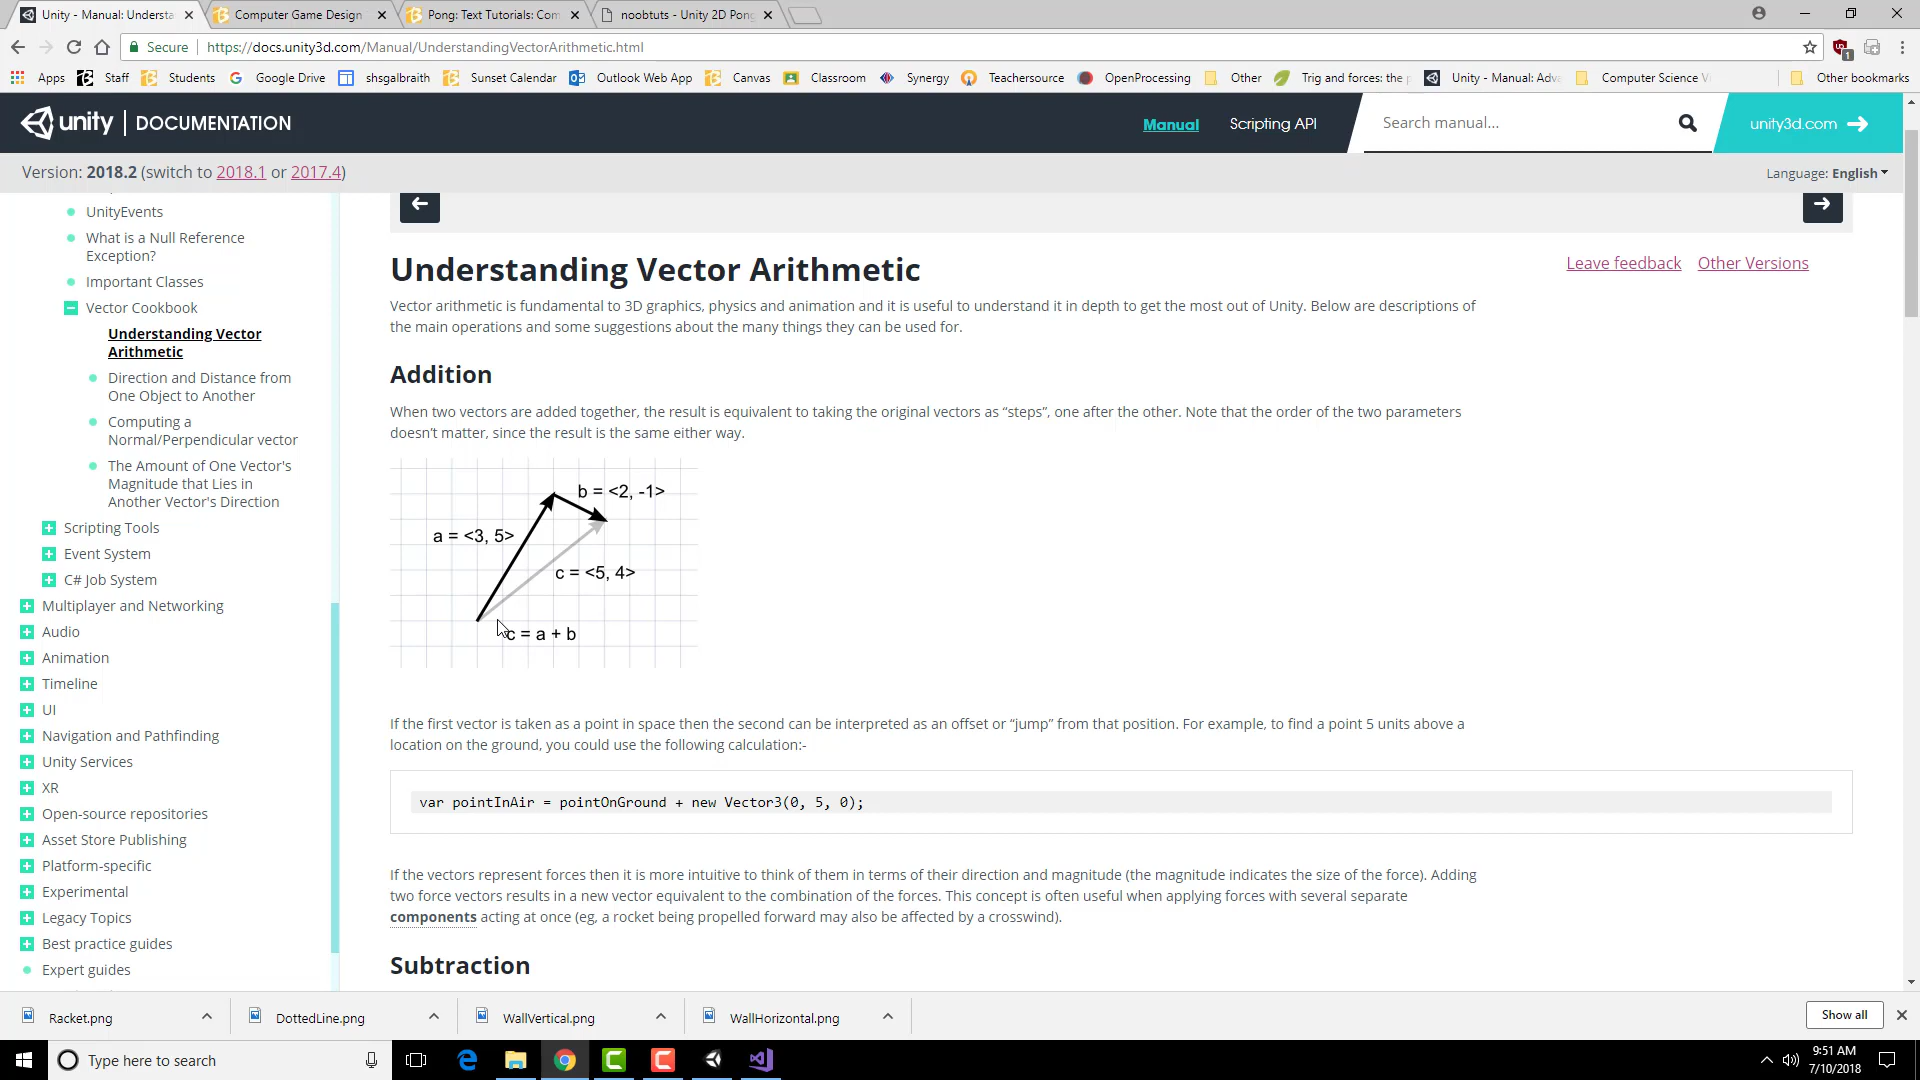 Unity - Manual: Understa
Computer Game Design
Pong: Text Tutorials: Com
noobtuts - Unity 2D Pong
Secure
https://docs.unity3d.com/Manual/UnderstandingVectorArithmetic.html
Apps
Staff
Students
Google Drive
shsgalbraith
Sunset Calendar
Outlook Web App
Canvas
Classroom
Synergy
Teachersource
OpenProcessing
Other
Trig and forces: the p
Unity - Manual: Adva
Computer Science V
Other bookmarks
unity | DOCUMENTATION
Manual
Scripting API
Search manual...
unity3d.com
Version: 2018.2 (switch to 2018.1 or 2017.4)
Language: English
UnityEvents
What is a Null Reference
Exception?
Important Classes
Vector Cookbook
Understanding Vector
Arithmetic
Direction and Distance from
One Object to Another
Computing a
Normal/Perpendicular vector
The Amount of One Vector's
Magnitude that Lies in
Another Vector's Direction
Scripting Tools
Event System
C# Job System
Multiplayer and Networking
Audio
Animation
Timeline
UI
Navigation and Pathfinding
Unity Services
XR
Open-source repositories
Asset Store Publishing
Platform-specific
Experimental
Legacy Topics
Best practice guides
Expert guides
Understanding Vector Arithmetic
Leave feedback
Other Versions
Vector arithmetic is fundamental to 3D graphics, physics and animation and it is useful to understand it in depth to get the most out of Unity. Below are descriptions of
the main operations and some suggestions about the many things they can be used for.
Addition
When two vectors are added together, the result is equivalent to taking the original vectors as “steps”, one after the other. Note that the order of the two parameters
doesn’t matter, since the result is the same either way.
b = <2, -1>
a = <3, 5>
c = <5, 4>
c = a + b
If the first vector is taken as a point in space then the second can be interpreted as an offset or “jump” from that position. For example, to find a point 5 units above a
location on the ground, you could use the following calculation:-
var pointInAir = pointOnGround + new Vector3(0, 5, 0);
If the vectors represent forces then it is more intuitive to think of them in terms of their direction and magnitude (the magnitude indicates the size of the force). Adding
two force vectors results in a new vector equivalent to the combination of the forces. This concept is often useful when applying forces with several separate
components acting at once (eg, a rocket being propelled forward may also be affected by a crosswind).
Subtraction
Racket.png
DottedLine.png
WallVertical.png
WallHorizontal.png
Show all
Type here to search
9:51 AM
7/10/2018